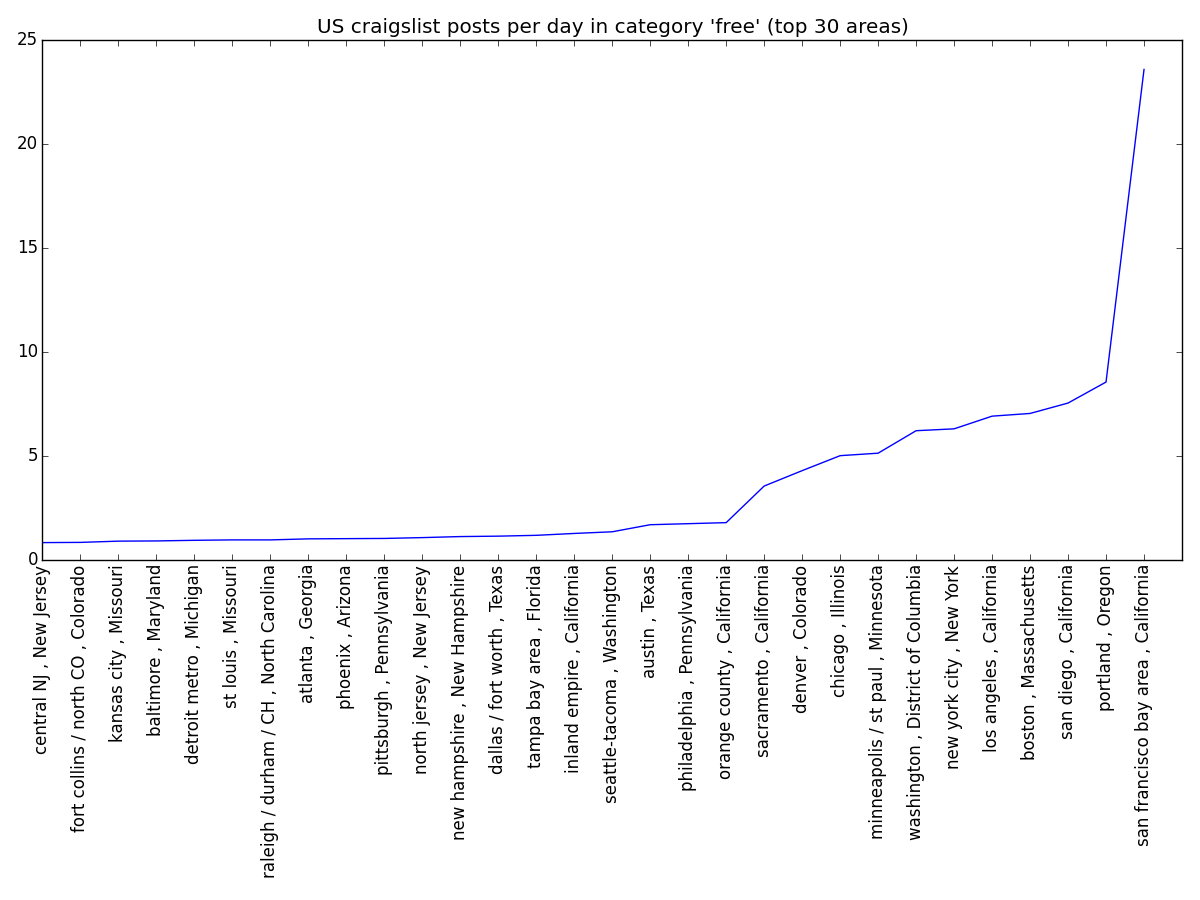 US craigslist posts per day in category 'free' (top 30 areas)
25
20
15
10
5
0
central NJ , New Jersey
fort collins / north CO , Colorado
kansas city , Missouri
baltimore , Maryland
detroit metro , Michigan
st louis , Missouri
raleigh / durham / CH , North Carolina
atlanta , Georgia
phoenix , Arizona
pittsburgh , Pennsylvania
north jersey , New Jersey
new hampshire , New Hampshire
dallas / fort worth , Texas
tampa bay area , Florida
inland empire , California
seattle-tacoma , Washington
austin , Texas
philadelphia , Pennsylvania
orange county , California
sacramento , California
denver , Colorado
chicago , Illinois
minneapolis / st paul , Minnesota
washington , District of Columbia
new york city , New York
los angeles , California
boston , Massachusetts
san diego , California
portland , Oregon
san francisco bay area , California